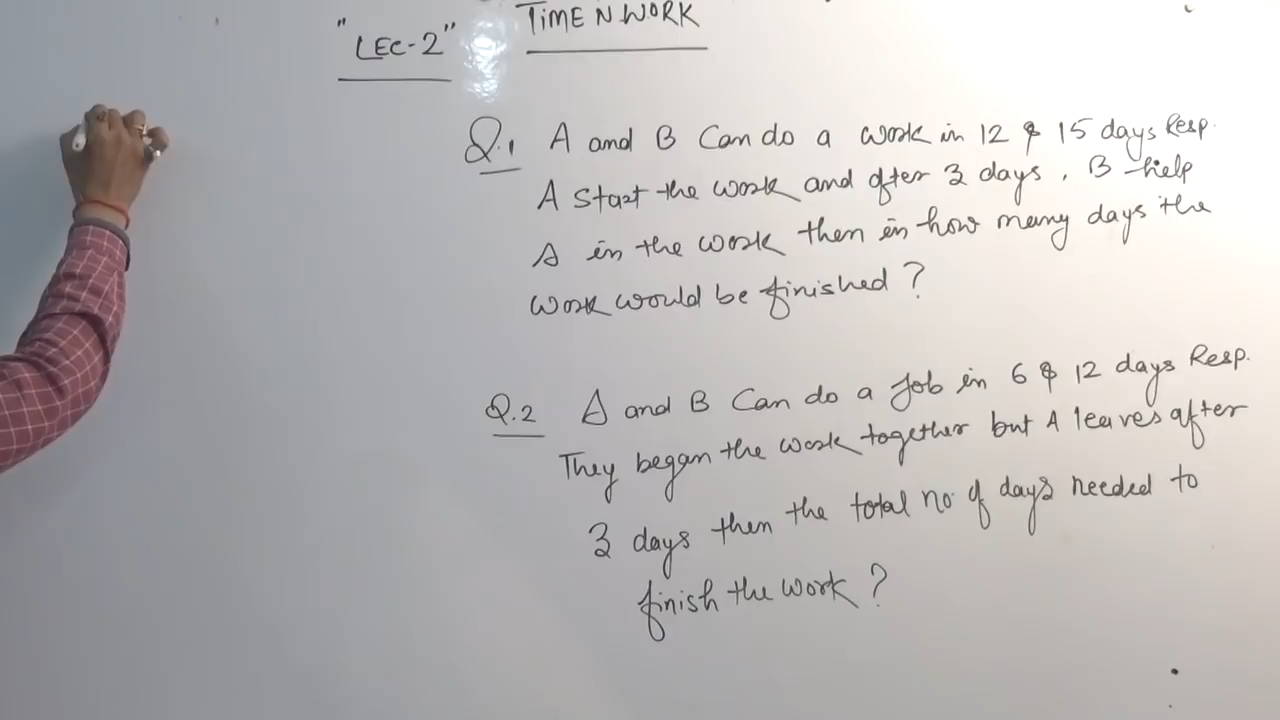 "LEC-2" TIME N WORK
Q.1 A and B Can do a work in 12 & 15 days Resp.
A start the work and after 3 days, B help
A in the work then in how many days the
work would be finished ?
Q.2 A and B Can do a Job in 6 & 12 days Resp.
They began the work together but A leaves after
3 days then the total no of days needed to
finish the work ?